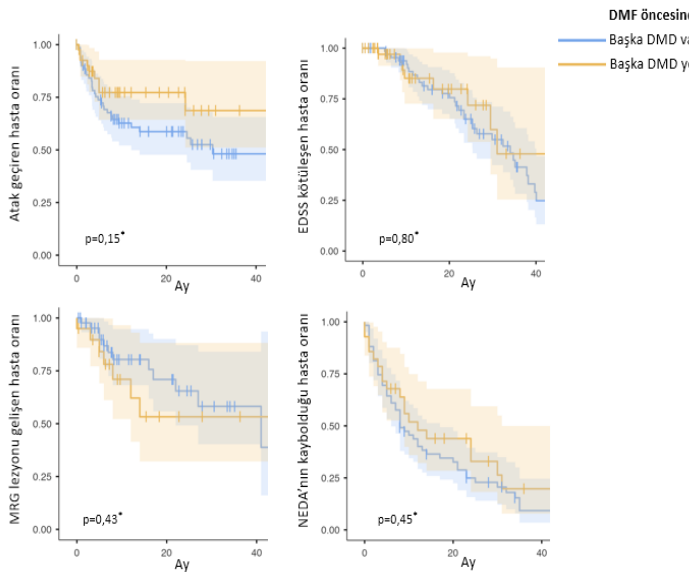 DMF öncesind
Başka DMD va
Başka DMD yo
Atak geçiren hasta oranı
1.00
0.75
0.50
0.25
0.00
p=0,15*
0
20
40
Ay
EDSS kötüleşen hasta oranı
1.00
0.75
0.50
0.25
0.00
p=0,80*
0
20
40
Ay
MRG lezyonu gelişen hasta oranı
1.00
0.75
0.50
0.25
0.00
p=0,43*
0
20
40
Ay
NEDA'nın kaybolduğu hasta oranı
1.00
0.75
0.50
0.25
0.00
p=0,45*
0
20
40
Ay